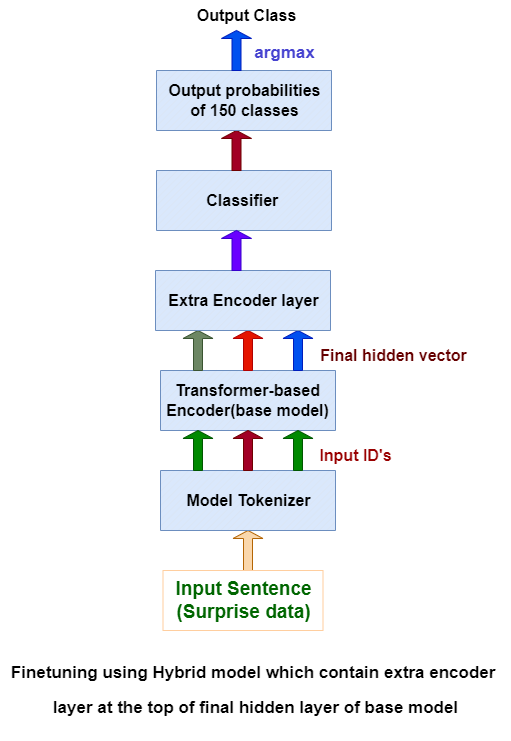 Output Class
argmax
Output probabilities
of 150 classes
Classifier
Extra Encoder layer
Final hidden vector
Transformer-based
Encoder(base model)
Input ID's
Model Tokenizer
Input Sentence
(Surprise data)
Finetuning using Hybrid model which contain extra encoder
layer at the top of final hidden layer of base model